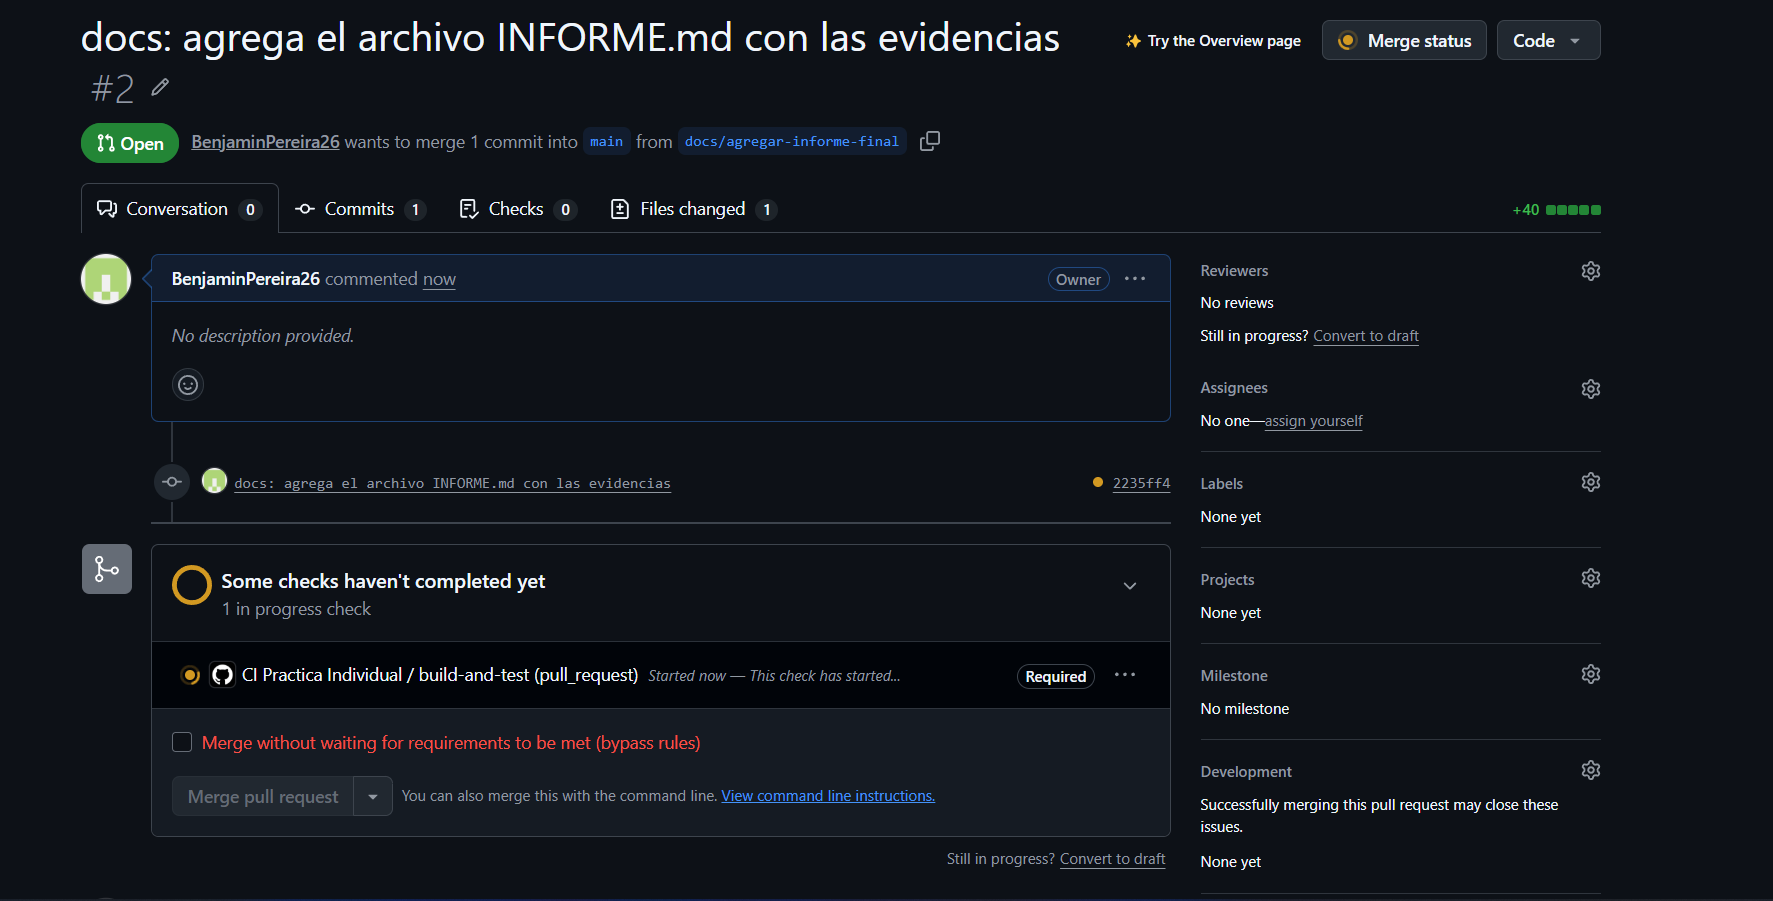 docs: agrega el archivo INFORME.md con las evidencias
#2
Try the Overview page
Merge status
Code
Open
BenjaminPereira26 wants to merge 1 commit into main from docs/agregar-informe-final
Conversation 0
Commits 1
Checks 0
Files changed 1
+40
BenjaminPereira26 commented now
Owner
No description provided.
docs: agrega el archivo INFORME.md con las evidencias
2235ff4
Some checks haven't completed yet
1 in progress check
CI Practica Individual / build-and-test (pull_request) Started now — This check has started...
Required
Merge without waiting for requirements to be met (bypass rules)
Merge pull request
You can also merge this with the command line. View command line instructions.
Still in progress? Convert to draft
Reviewers
No reviews
Still in progress? Convert to draft
Assignees
No one—assign yourself
Labels
None yet
Projects
None yet
Milestone
No milestone
Development
Successfully merging this pull request may close these
issues.
None yet